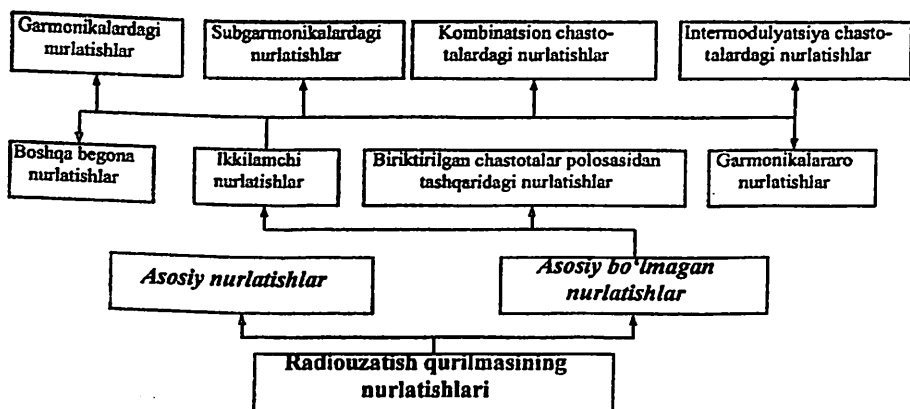 Garmonikalardagi
nurlatishlar
Subgarmonikalardagi
nurlatishlar
Kombinatsion chasto-
talardagi nurlatishlar
Intermodulyatsiya chasto-
talardagi nurlatishlar
Boshqa begona
nurlatishlar
Ikkilamchi
nurlatishlar
Biriktirilgan chastotalar polosasidan
tashqaridagi nurlatishlar
Garmonikalararo
nurlatishlar
Asosiy nurlatishlar
Asosiy bo‘lmagan
nurlatishlar
Radiouzatish qurilmasining
nurlatishlari